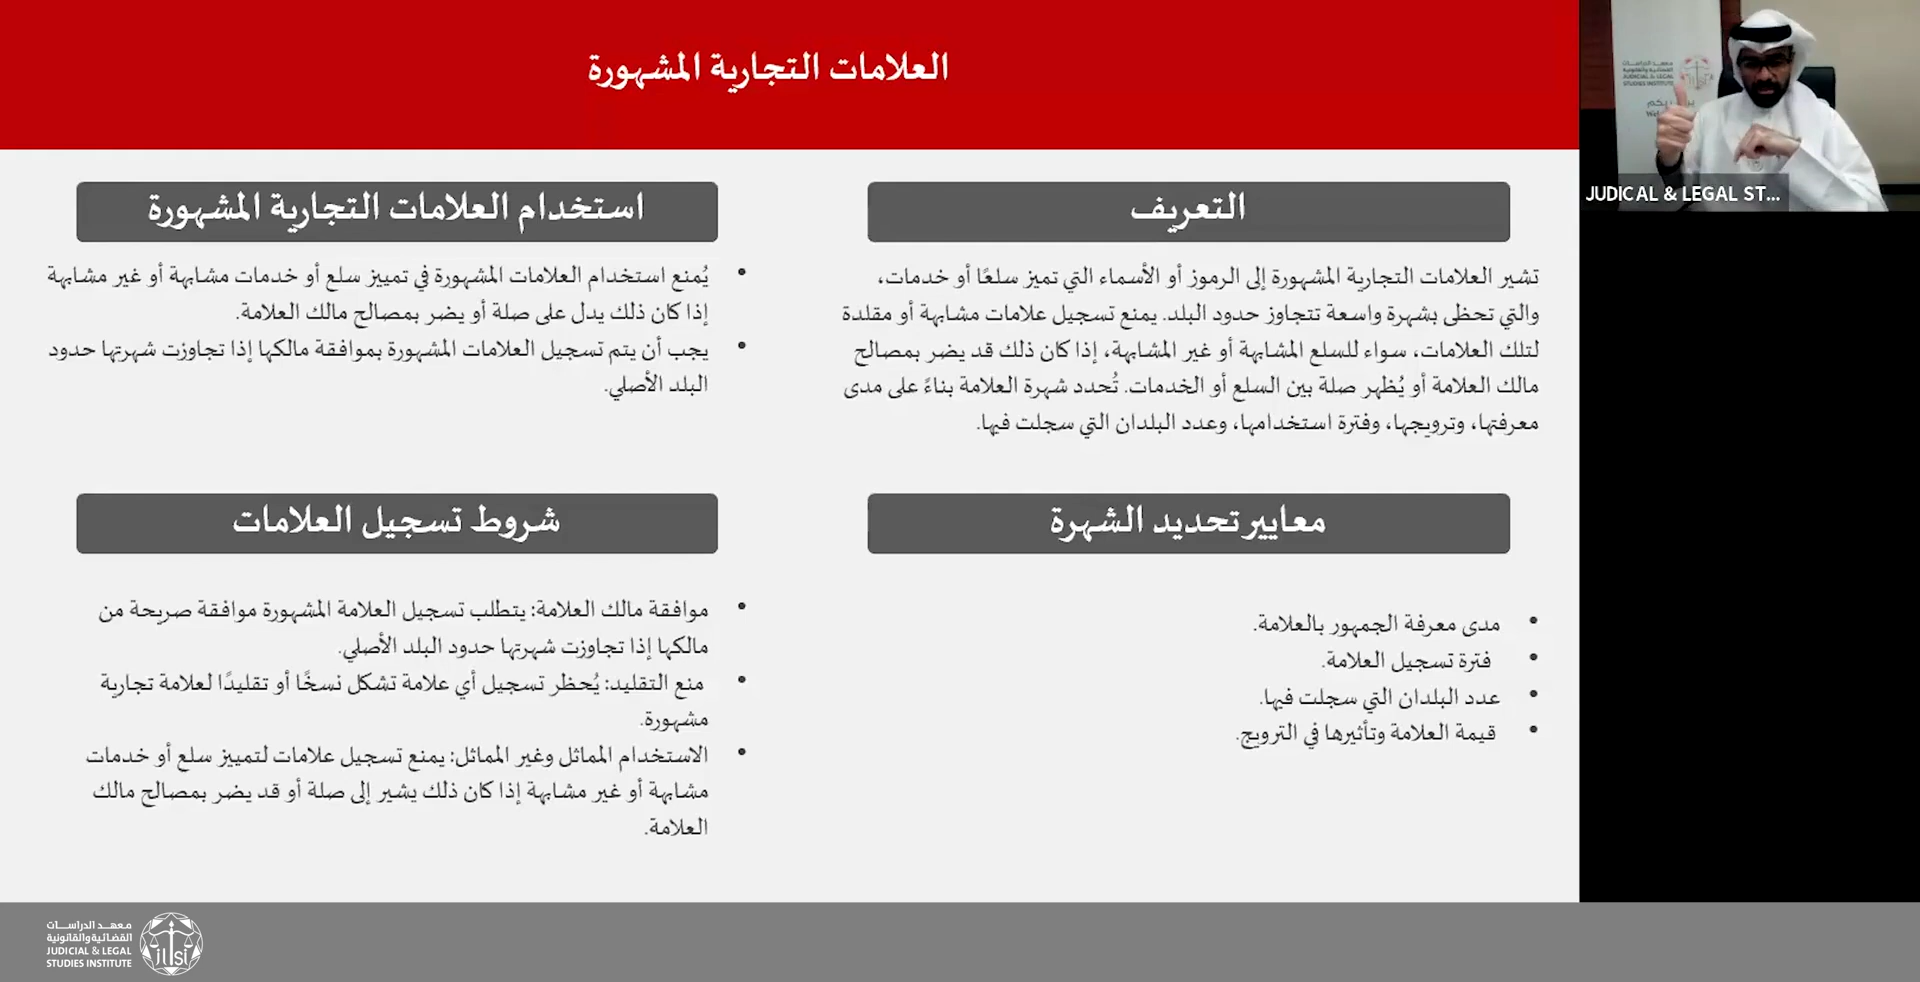 العلامات التجارية المشهورة
التعريف
تشير العلامات التجارية المشهورة إلى الرموز أو الأسماء التي تميز سلعًا أو خدمات،
والتي تحظى بشهرة واسعة تتجاوز حدود البلد. يمنع تسجيل علامات مشابهة أو مقلدة
لتلك العلامات، سواء للسلع المشابهة أو غير المشابهة، إذا كان ذلك قد يضر بمصالح
مالك العلامة أو يُظهر صلة بين السلع أو الخدمات. تُحدد شهرة العلامة بناءً على مدى
معرفتها، وترويجها، وفترة استخدامها، وعدد البلدان التي سجلت فيها.
استخدام العلامات التجارية المشهورة
• يُمنع استخدام العلامات المشهورة في تمييز سلع أو خدمات مشابهة أو غير مشابهة
إذا كان ذلك يدل على صلة أو يضر بمصالح مالك العلامة.
• يجب أن يتم تسجيل العلامات المشهورة بموافقة مالكها إذا تجاوزت شهرتها حدود
البلد الأصلي.
معايير تحديد الشهرة
• مدى معرفة الجمهور بالعلامة.
• فترة تسجيل العلامة.
• عدد البلدان التي سجلت فيها.
• قيمة العلامة وتأثيرها في الترويج.
شروط تسجيل العلامات
• موافقة مالك العلامة: يتطلب تسجيل العلامة المشهورة موافقة صريحة من
مالكها إذا تجاوزت شهرتها حدود البلد الأصلي.
• منع التقليد: يُحظر تسجيل أي علامة تشكل نسخًا أو تقليدًا لعلامة تجارية
مشهورة.
• الاستخدام المماثل وغير المماثل: يمنع تسجيل علامات لتمييز سلع أو خدمات
مشابهة أو غير مشابهة إذا كان ذلك يشير إلى صلة أو قد يضر بمصالح مالك
العلامة.
معهد الدراسات
القضائية والقانونية
JUDICIAL & LEGAL
STUDIES INSTITUTE
JUDICAL & LEGAL ST...
معهد الدراسات
القضائية والقانونية
JUDICIAL & LEGAL
STUDIES INSTITUTE
jlsi